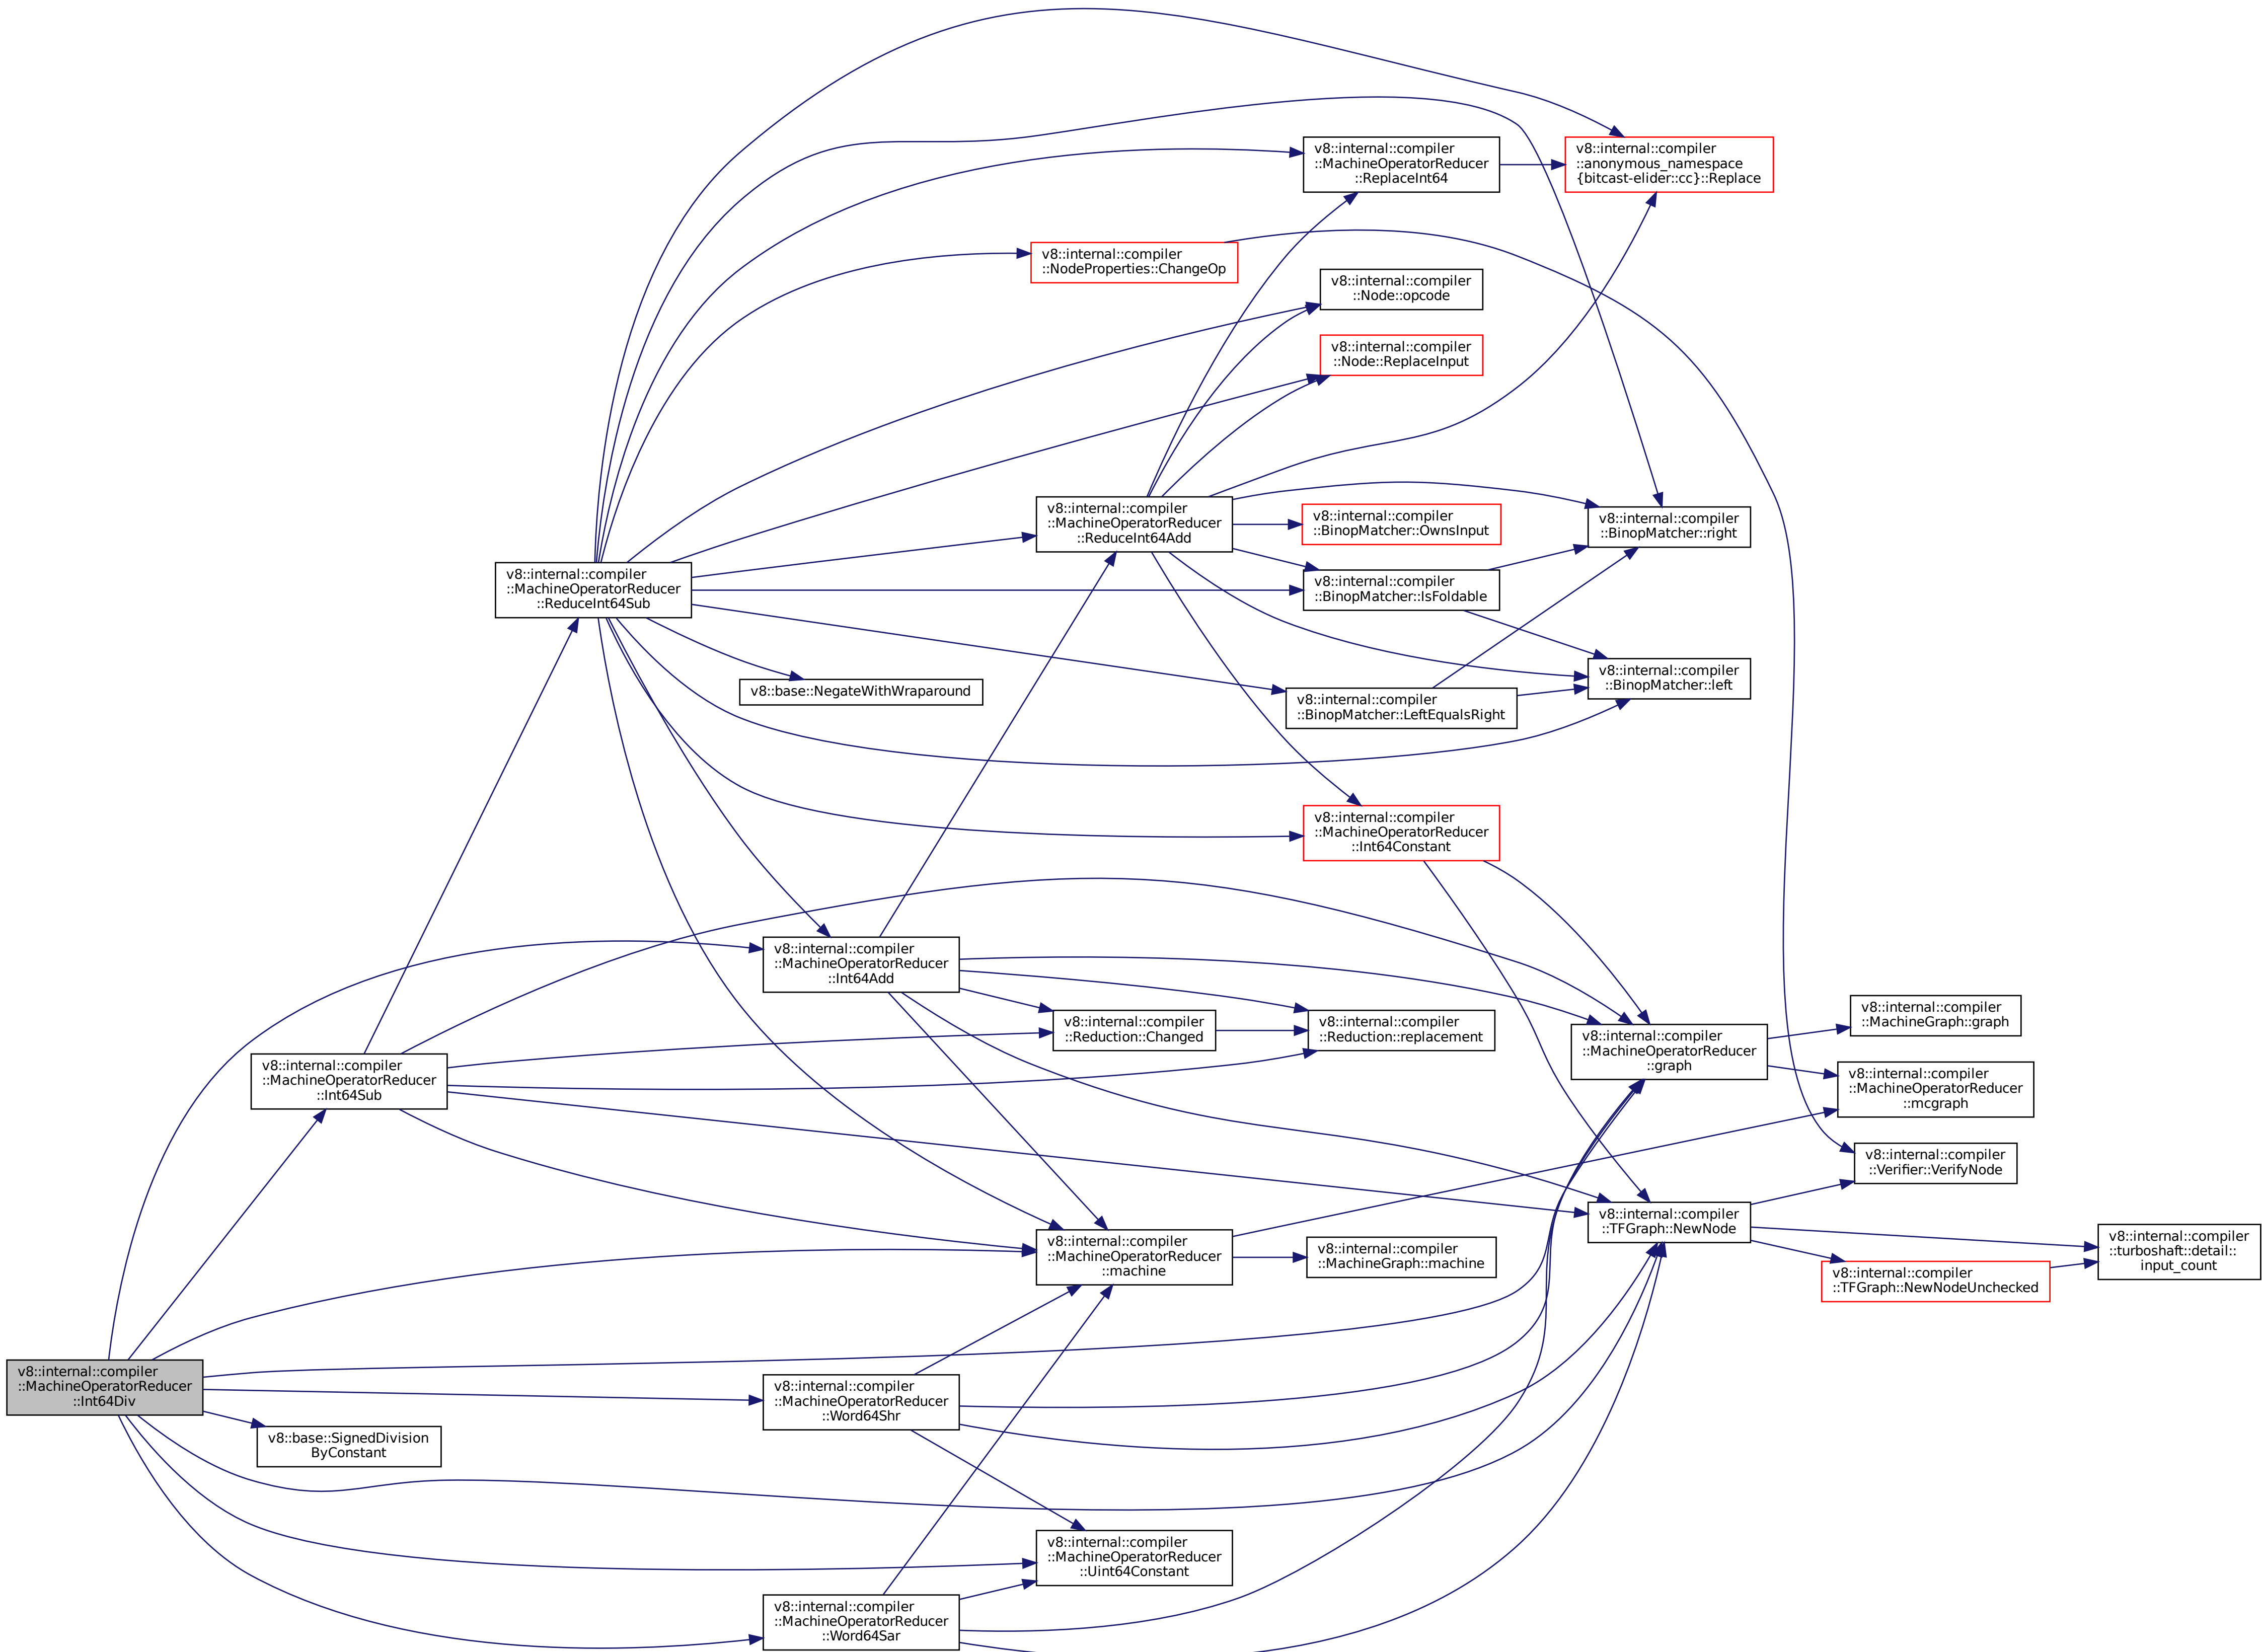 v8::internal::compiler
::MachineOperatorReducer
::ReplaceInt64
v8::internal::compiler
::anonymous_namespace
{bitcast-elider::cc}::Replace
v8::internal::compiler
::NodeProperties::ChangeOp
v8::internal::compiler
::Node::opcode
v8::internal::compiler
::Node::ReplaceInput
v8::internal::compiler
::MachineOperatorReducer
::ReduceInt64Add
v8::internal::compiler
::BinopMatcher::OwnsInput
v8::internal::compiler
::BinopMatcher::right
v8::internal::compiler
::MachineOperatorReducer
::ReduceInt64Sub
v8::internal::compiler
::BinopMatcher::IsFoldable
v8::base::NegateWithWraparound
v8::internal::compiler
::BinopMatcher::LeftEqualsRight
v8::internal::compiler
::BinopMatcher::left
v8::internal::compiler
::MachineOperatorReducer
::Int64Constant
v8::internal::compiler
::MachineOperatorReducer
::Int64Add
v8::internal::compiler
::Reduction::Changed
v8::internal::compiler
::Reduction::replacement
v8::internal::compiler
::MachineOperatorReducer
::graph
v8::internal::compiler
::MachineGraph::graph
v8::internal::compiler
::MachineOperatorReducer
::mcgraph
v8::internal::compiler
::MachineOperatorReducer
::Int64Sub
v8::internal::compiler
::Verifier::VerifyNode
v8::internal::compiler
::TFGraph::NewNode
v8::internal::compiler
::MachineOperatorReducer
::machine
v8::internal::compiler
::MachineGraph::machine
v8::internal::compiler
::turboshaft::detail::
input_count
v8::internal::compiler
::TFGraph::NewNodeUnchecked
v8::internal::compiler
::MachineOperatorReducer
::Int64Div
v8::internal::compiler
::MachineOperatorReducer
::Word64Shr
v8::base::SignedDivision
ByConstant
v8::internal::compiler
::MachineOperatorReducer
::Uint64Constant
v8::internal::compiler
::MachineOperatorReducer
::Word64Sar